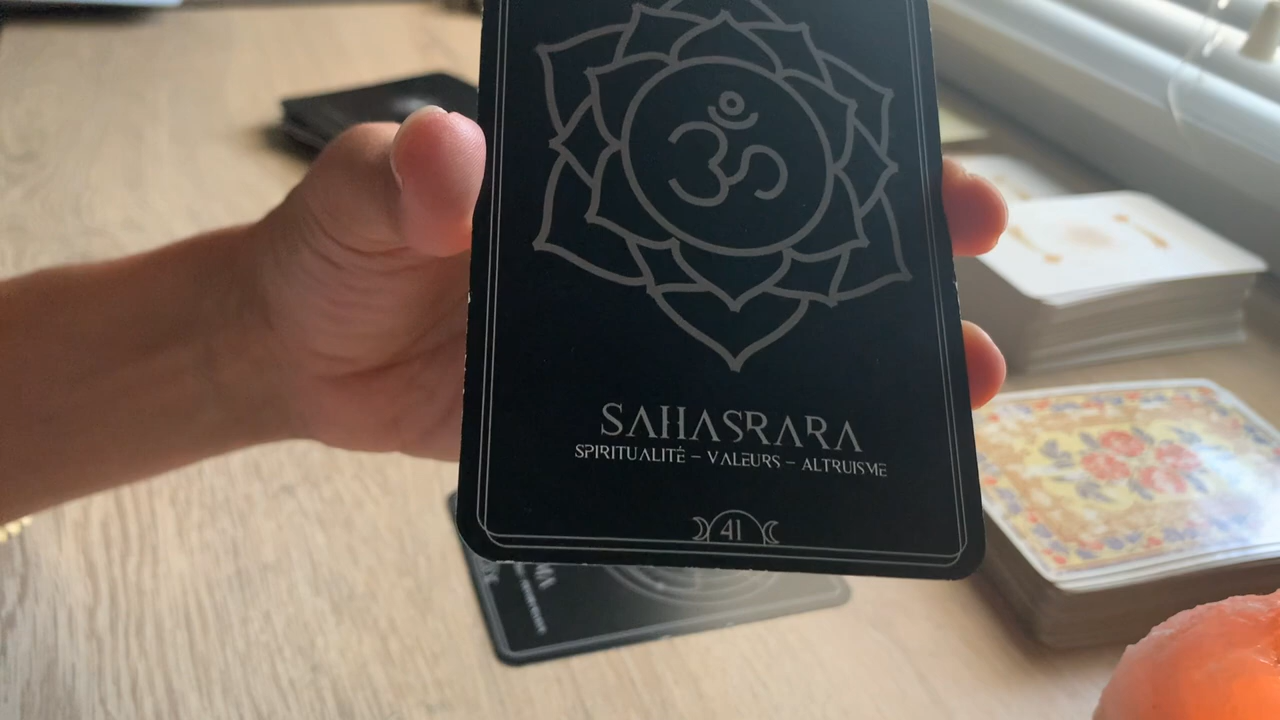 ॐ
SAHASRARA
SPIRITUALITÉ – VALEURS – ALTRUISME
41